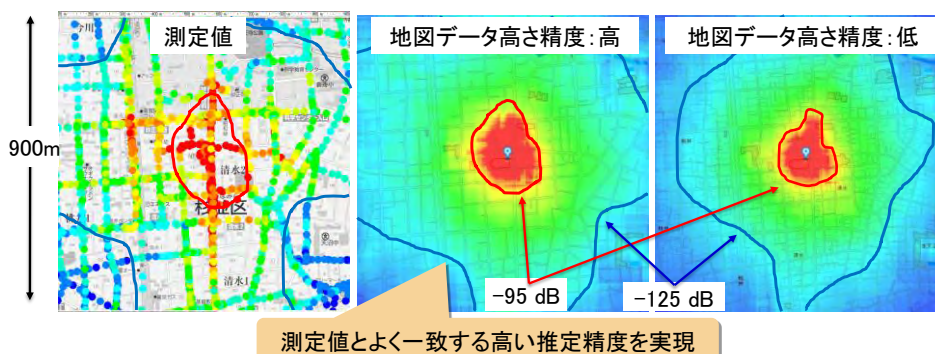 測定値
地図データ高さ精度：高
地図データ高さ精度：低
今川
900m
清水2
杉並区
清水1
−95 dB
−125 dB
測定値とよく一致する高い推定精度を実現